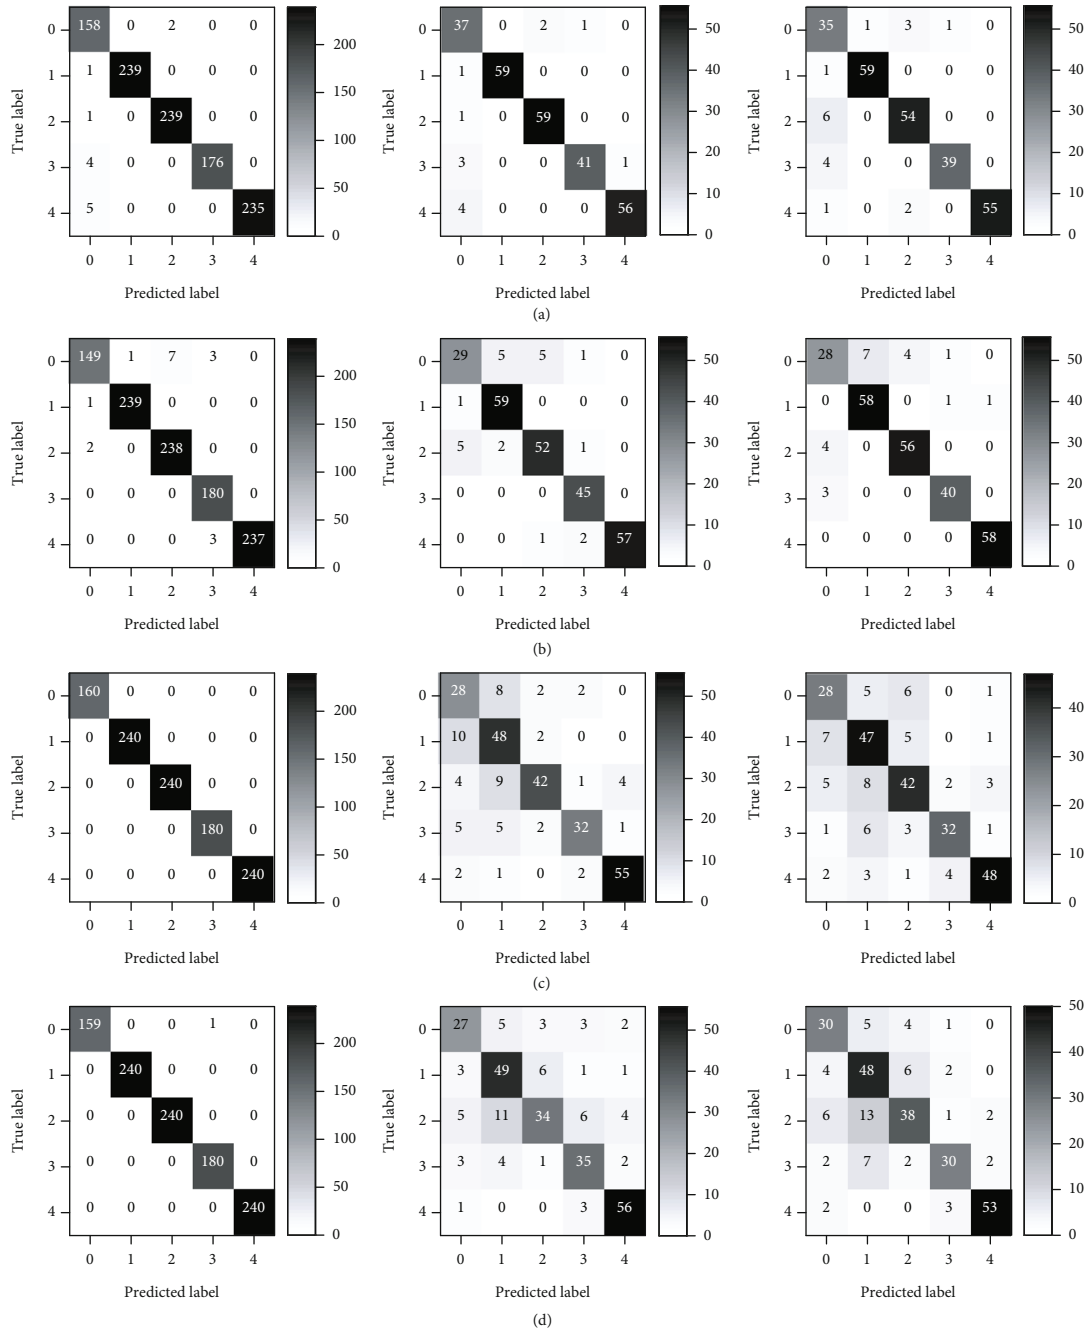 0 158 0 2 0 0 200 0 37 0 2 1 0 50 0 35 1 3 1 0 50
1 1 239 0 0 0 150 1 1 59 0 0 0 40 1 1 59 0 0 0 40
True label 2 1 0 239 0 0 100 True label 2 1 0 59 0 0 30 True label 2 6 0 54 0 0 30
3 4 0 0 176 0 50 3 3 0 0 41 1 20 3 4 0 0 39 0 20
4 5 0 0 0 235 0 4 4 0 0 0 56 10 0 4 1 0 2 0 55 10 0
0 1 2 3 4 0 1 2 3 4 0 1 2 3 4
Predicted label Predicted label Predicted label
(a)
0 149 1 7 3 0 200 0 29 5 5 1 0 50 0 28 7 4 1 0 50
1 1 239 0 0 0 150 1 1 59 0 0 0 40 1 0 58 0 1 1 40
True label 2 2 0 238 0 0 100 True label 2 5 2 52 1 0 30 True label 2 4 0 56 0 0 30
3 0 0 0 180 0 50 3 0 0 0 45 0 20 3 3 0 0 40 0 20
4 0 0 0 3 237 0 4 0 0 1 2 57 10 0 4 0 0 0 0 58 10 0
0 1 2 3 4 0 1 2 3 4 0 1 2 3 4
Predicted label Predicted label Predicted label
(b)
0 160 0 0 0 0 200 0 28 8 2 2 0 50 0 28 5 6 0 1 40
1 0 240 0 0 0 150 1 10 48 2 0 0 40 1 7 47 5 0 1 30
True label 2 0 0 240 0 0 100 True label 2 4 9 42 1 4 30 True label 2 5 8 42 2 3 20
3 0 0 0 180 0 50 3 5 5 2 32 1 20 3 1 6 3 32 1 10
4 0 0 0 0 240 0 4 2 1 0 2 55 10 0 4 2 3 1 4 48 0
0 1 2 3 4 0 1 2 3 4 0 1 2 3 4
Predicted label Predicted label Predicted label
(c)
0 159 0 0 1 0 200 0 27 5 3 3 2 50 0 30 5 4 1 0 50
1 0 240 0 0 0 150 1 3 49 6 1 1 40 1 4 48 6 2 0 40
True label 2 0 0 240 0 0 100 True label 2 5 11 34 6 4 30 True label 2 6 13 38 1 2 30
3 0 0 0 180 0 50 3 3 4 1 35 2 20 3 2 7 2 30 2 20
4 0 0 0 0 240 0 4 1 0 0 3 56 10 0 4 2 0 0 3 53 10 0
0 1 2 3 4 0 1 2 3 4 0 1 2 3 4
Predicted label Predicted label Predicted label
(d)